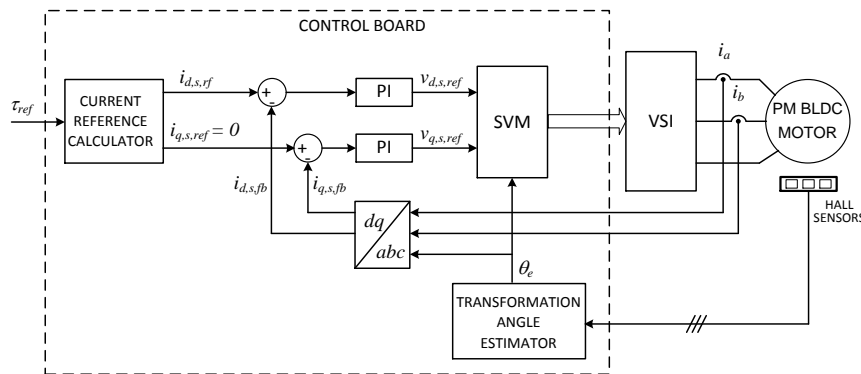 CONTROL BOARD
τref
CURRENT
REFERENCE
CALCULATOR
id,s,rf
iq,s,ref = 0
+
-
+
-
PI
PI
vd,s,ref
vq,s,ref
SVM
VSI
ia
ib
PM BLDC
MOTOR
HALL
SENSORS
id,s,fb
iq,s,fb
dq
abc
θe
TRANSFORMATION
ANGLE
ESTIMATOR